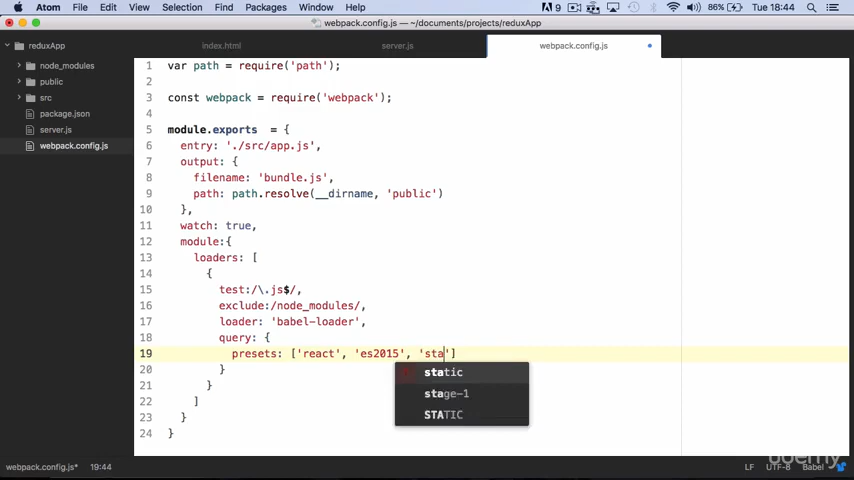 Atom File Edit View Selection Find Packages Window Help 9 86% Tue 18:44
webpack.config.js — ~/documents/projects/reduxApp
reduxApp index.html server.js webpack.config.js
node_modules
public
src
package.json
server.js
webpack.config.js
1 var path = require('path');
2
3 const webpack = require('webpack');
4
5 module.exports = {
6 entry: './src/app.js',
7 output: {
8 filename: 'bundle.js',
9 path: path.resolve(__dirname, 'public')
10 },
11 watch: true,
12 module:{
13 loaders: [
14 {
15 test:/\.js$/,
16 exclude:/node_modules/,
17 loader: 'babel-loader',
18 query: {
19 presets: ['react', 'es2015', 'sta']
static
stage-1
STATIC
20 }
21 }
22 ]
23 }
24 }
webpack.config.js* 19:44 LF UTF-8 Babel
udemy